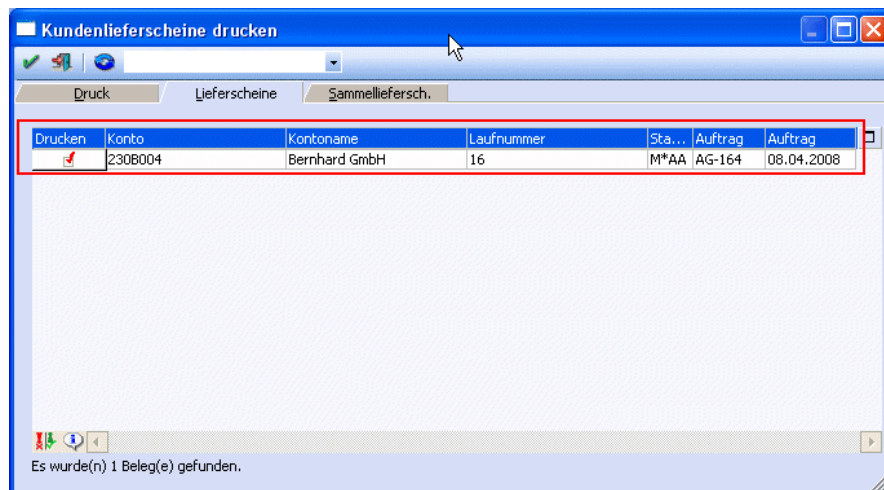 Kundenlieferscheine drucken
Druck Lieferscheine Sammelliefersch.
Drucken Konto Kontoname Laufnummer Sta... Auftrag Auftrag
230B004 Bernhard GmbH 16 M*AA AG-164 08.04.2008
Es wurde(n) 1 Beleg(e) gefunden.